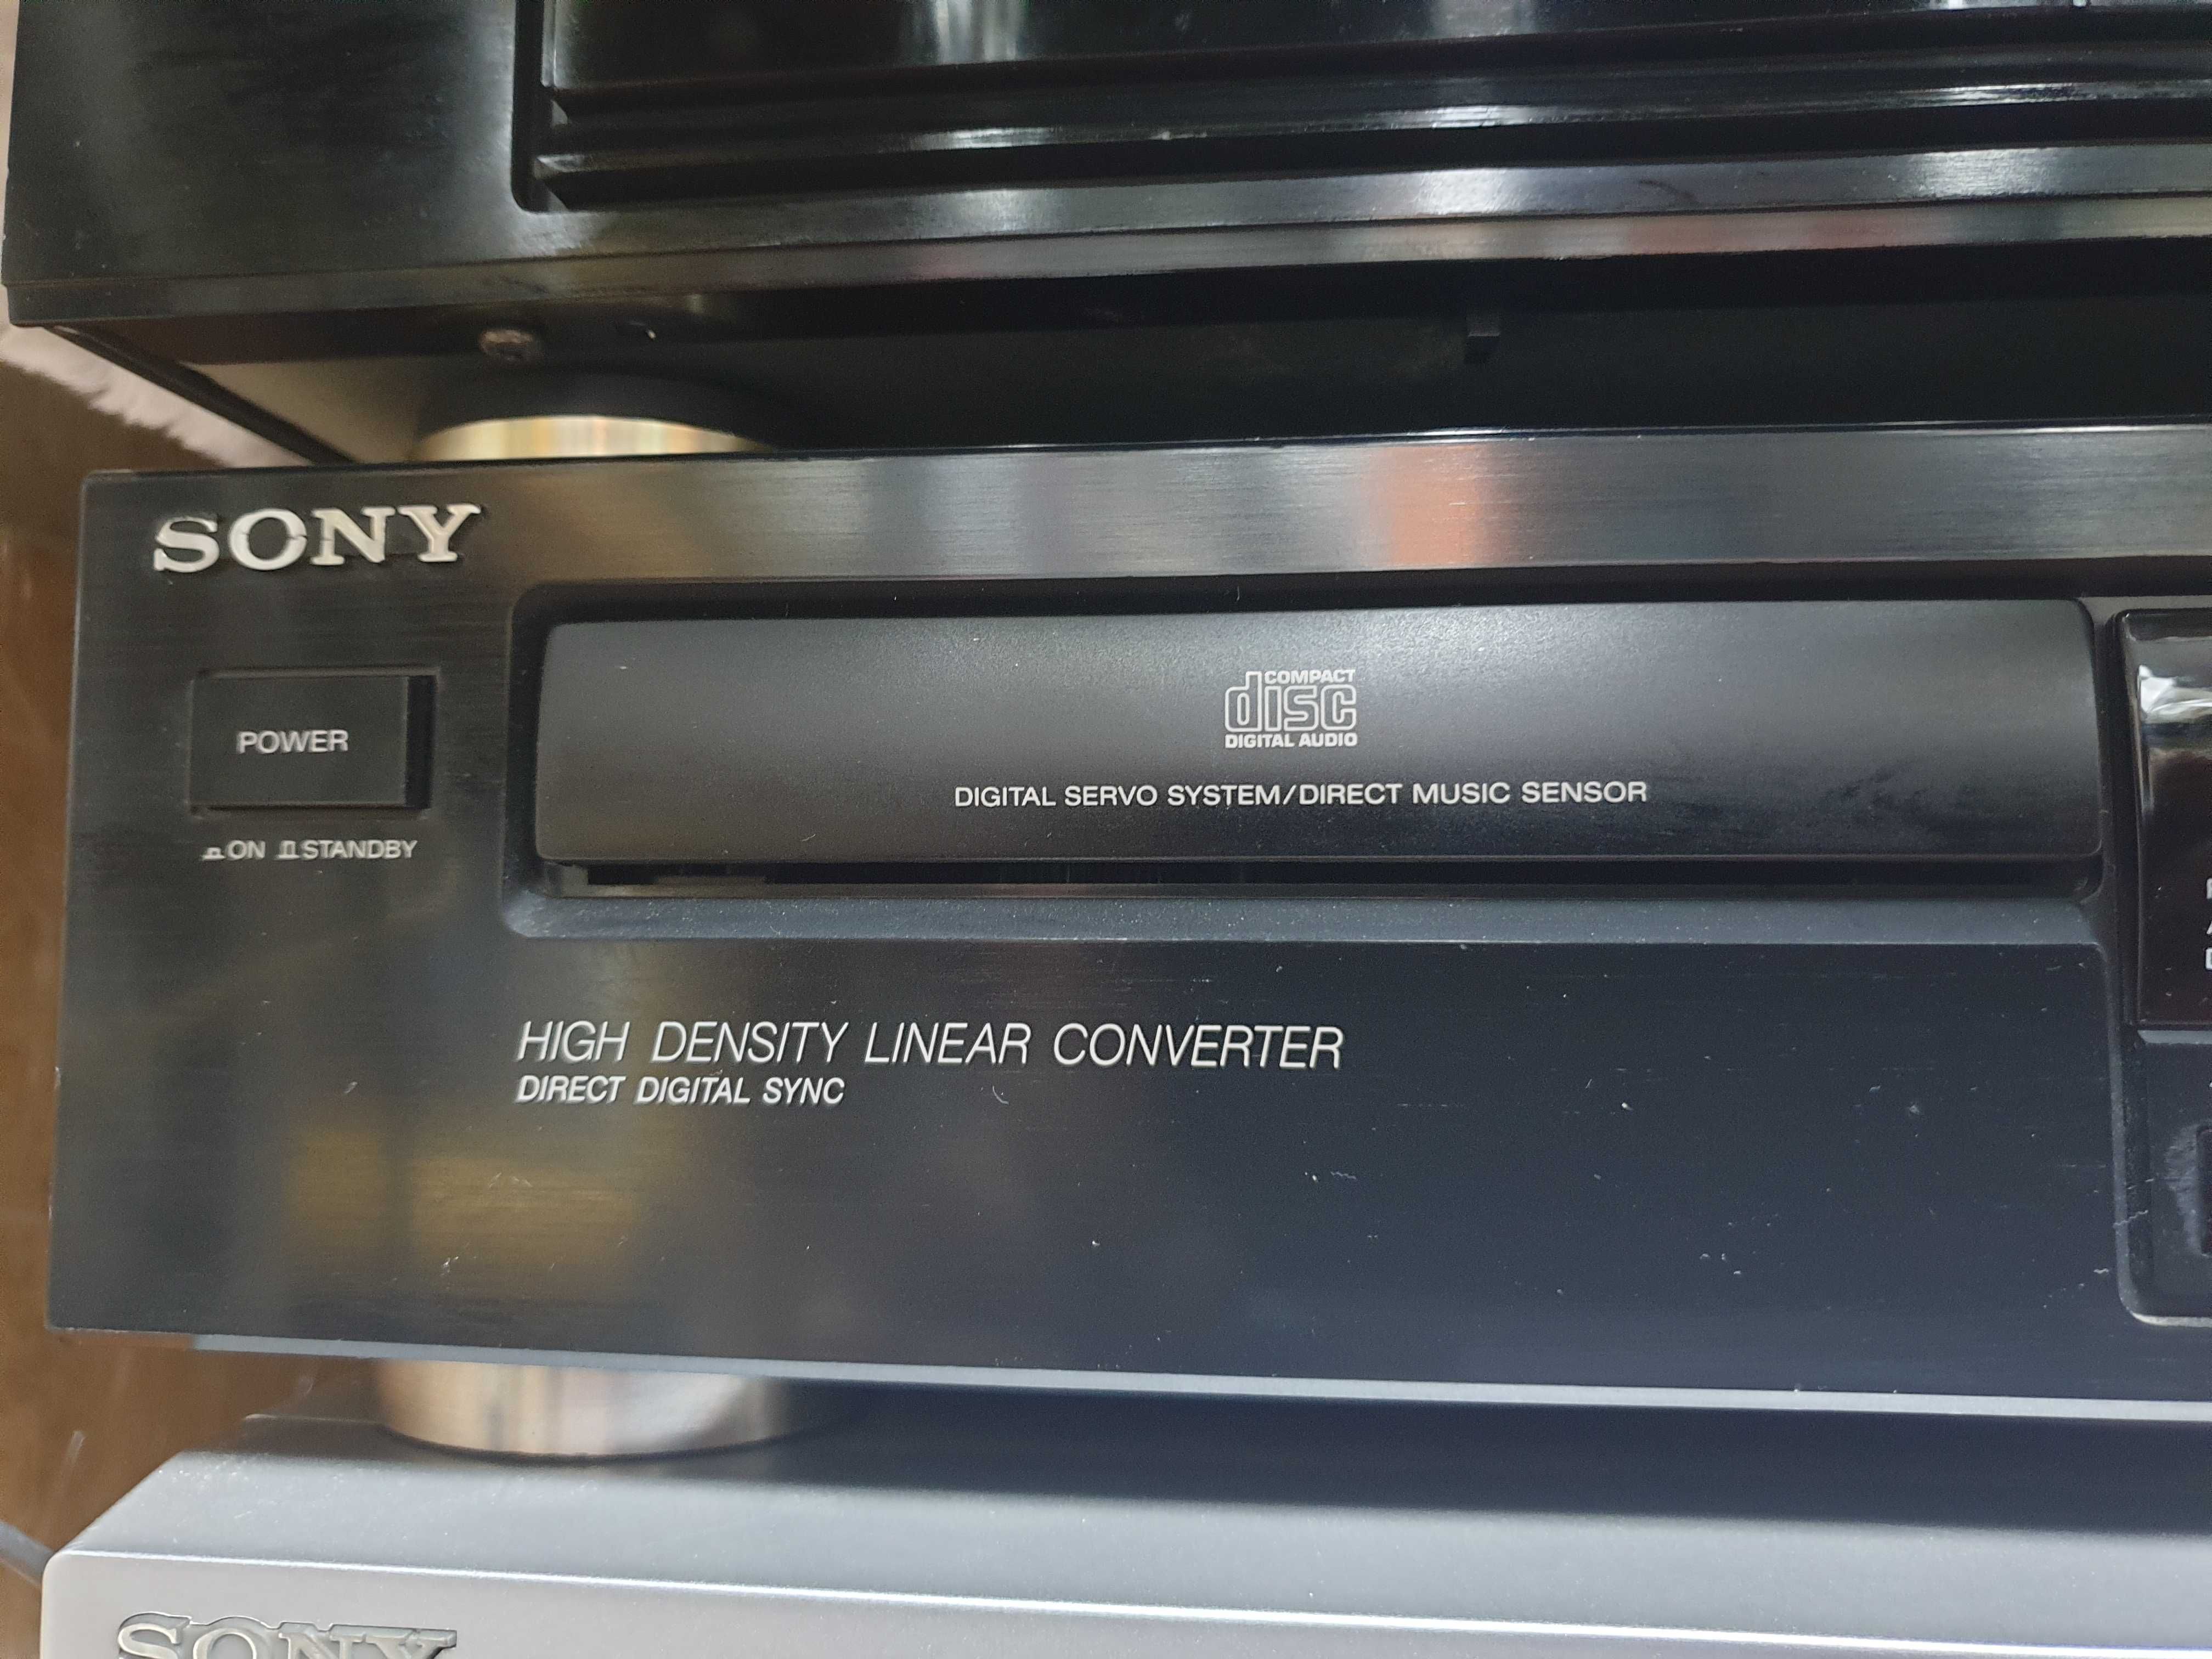 SONY
POWER
ON STANDBY
COMPACT
disc
DIGITAL AUDIO
DIGITAL SERVO SYSTEM/DIRECT MUSIC SENSOR
HIGH DENSITY LINEAR CONVERTER
DIRECT DIGITAL SYNC
SONY